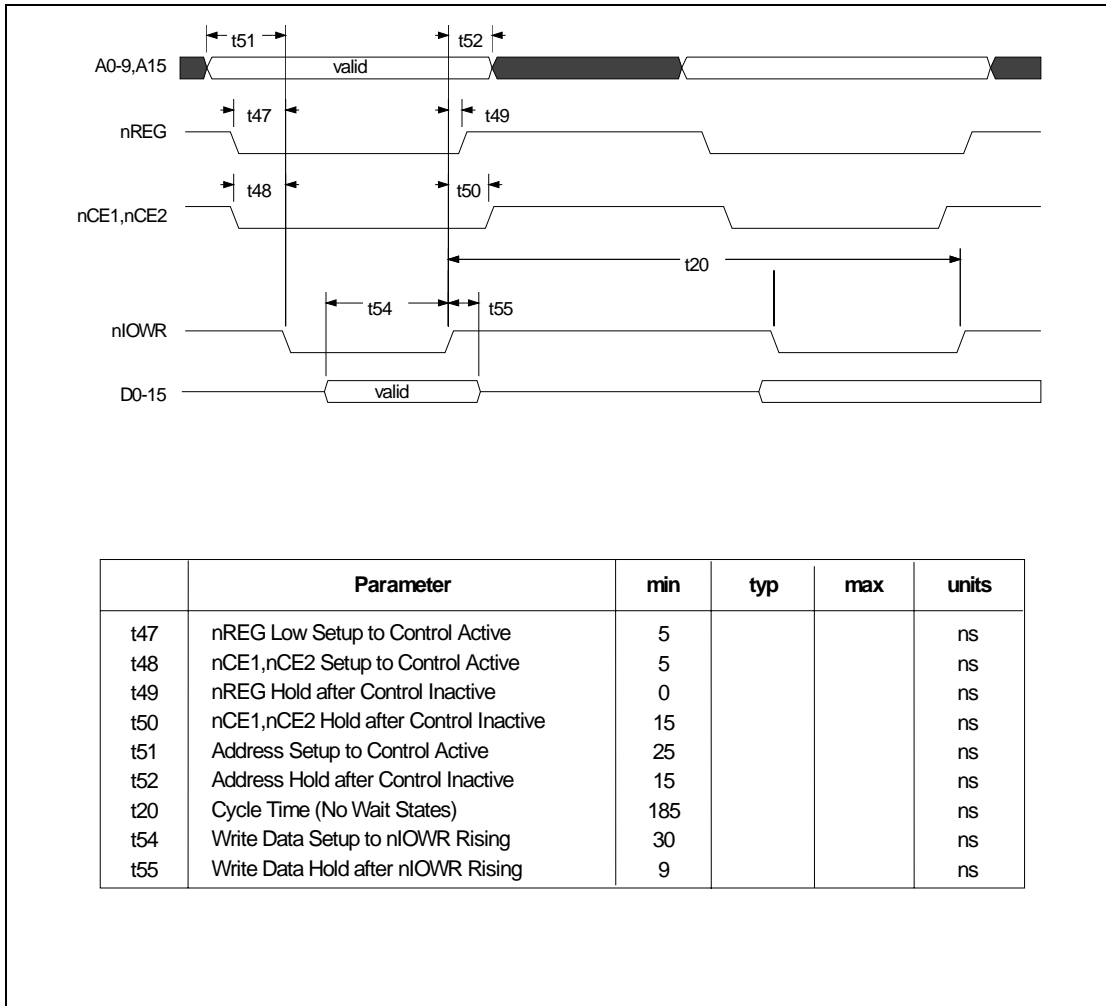 t51
t52
A0-9,A15
valid
t47
t49
nREG
t48
t50
nCE1,nCE2
t20
t54
t55
nIOWR
D0-15
valid
Parameter min typ max units
t47 nREG Low Setup to Control Active 5 ns
t48 nCE1,nCE2 Setup to Control Active 5 ns
t49 nREG Hold after Control Inactive 0 ns
t50 nCE1,nCE2 Hold after Control Inactive 15 ns
t51 Address Setup to Control Active 25 ns
t52 Address Hold after Control Inactive 15 ns
t20 Cycle Time (No Wait States) 185 ns
t54 Write Data Setup to nIOWR Rising 30 ns
t55 Write Data Hold after nIOWR Rising 9 ns